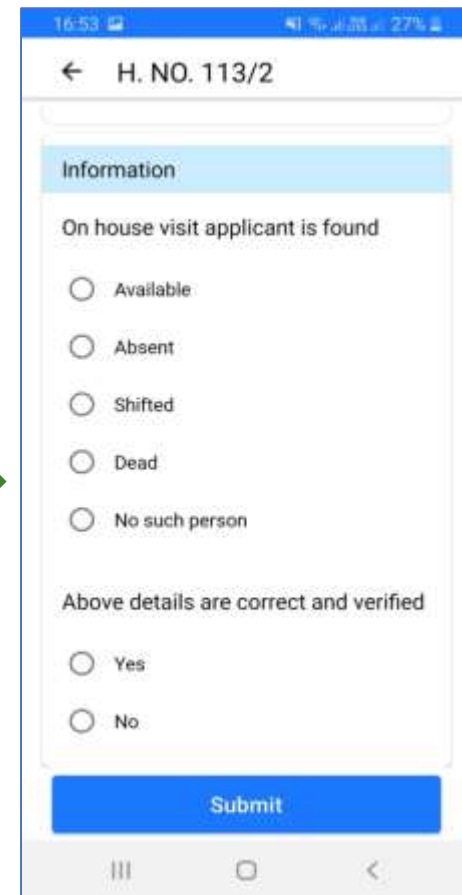 16:53 27%
H. NO. 113/2
Information
On house visit applicant is found
Available
Absent
Shifted
Dead
No such person
Above details are correct and verified
Yes
No
Submit